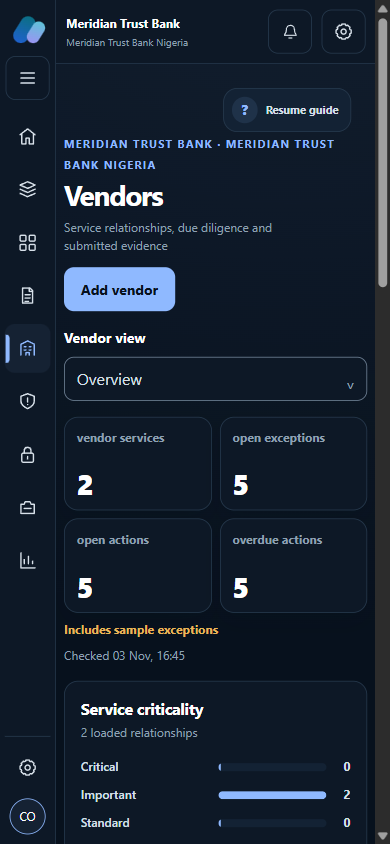 Meridian Trust Bank
Meridian Trust Bank Nigeria
? Resume guide
MERIDIAN TRUST BANK · MERIDIAN TRUST
BANK NIGERIA
Vendors
Service relationships, due diligence and
submitted evidence
Add vendor
Vendor view
Overview v
vendor services
2
open exceptions
5
open actions
5
overdue actions
5
Includes sample exceptions
Checked 03 Nov, 16:45
Service criticality
2 loaded relationships
Critical 0
Important 2
Standard 0
CO